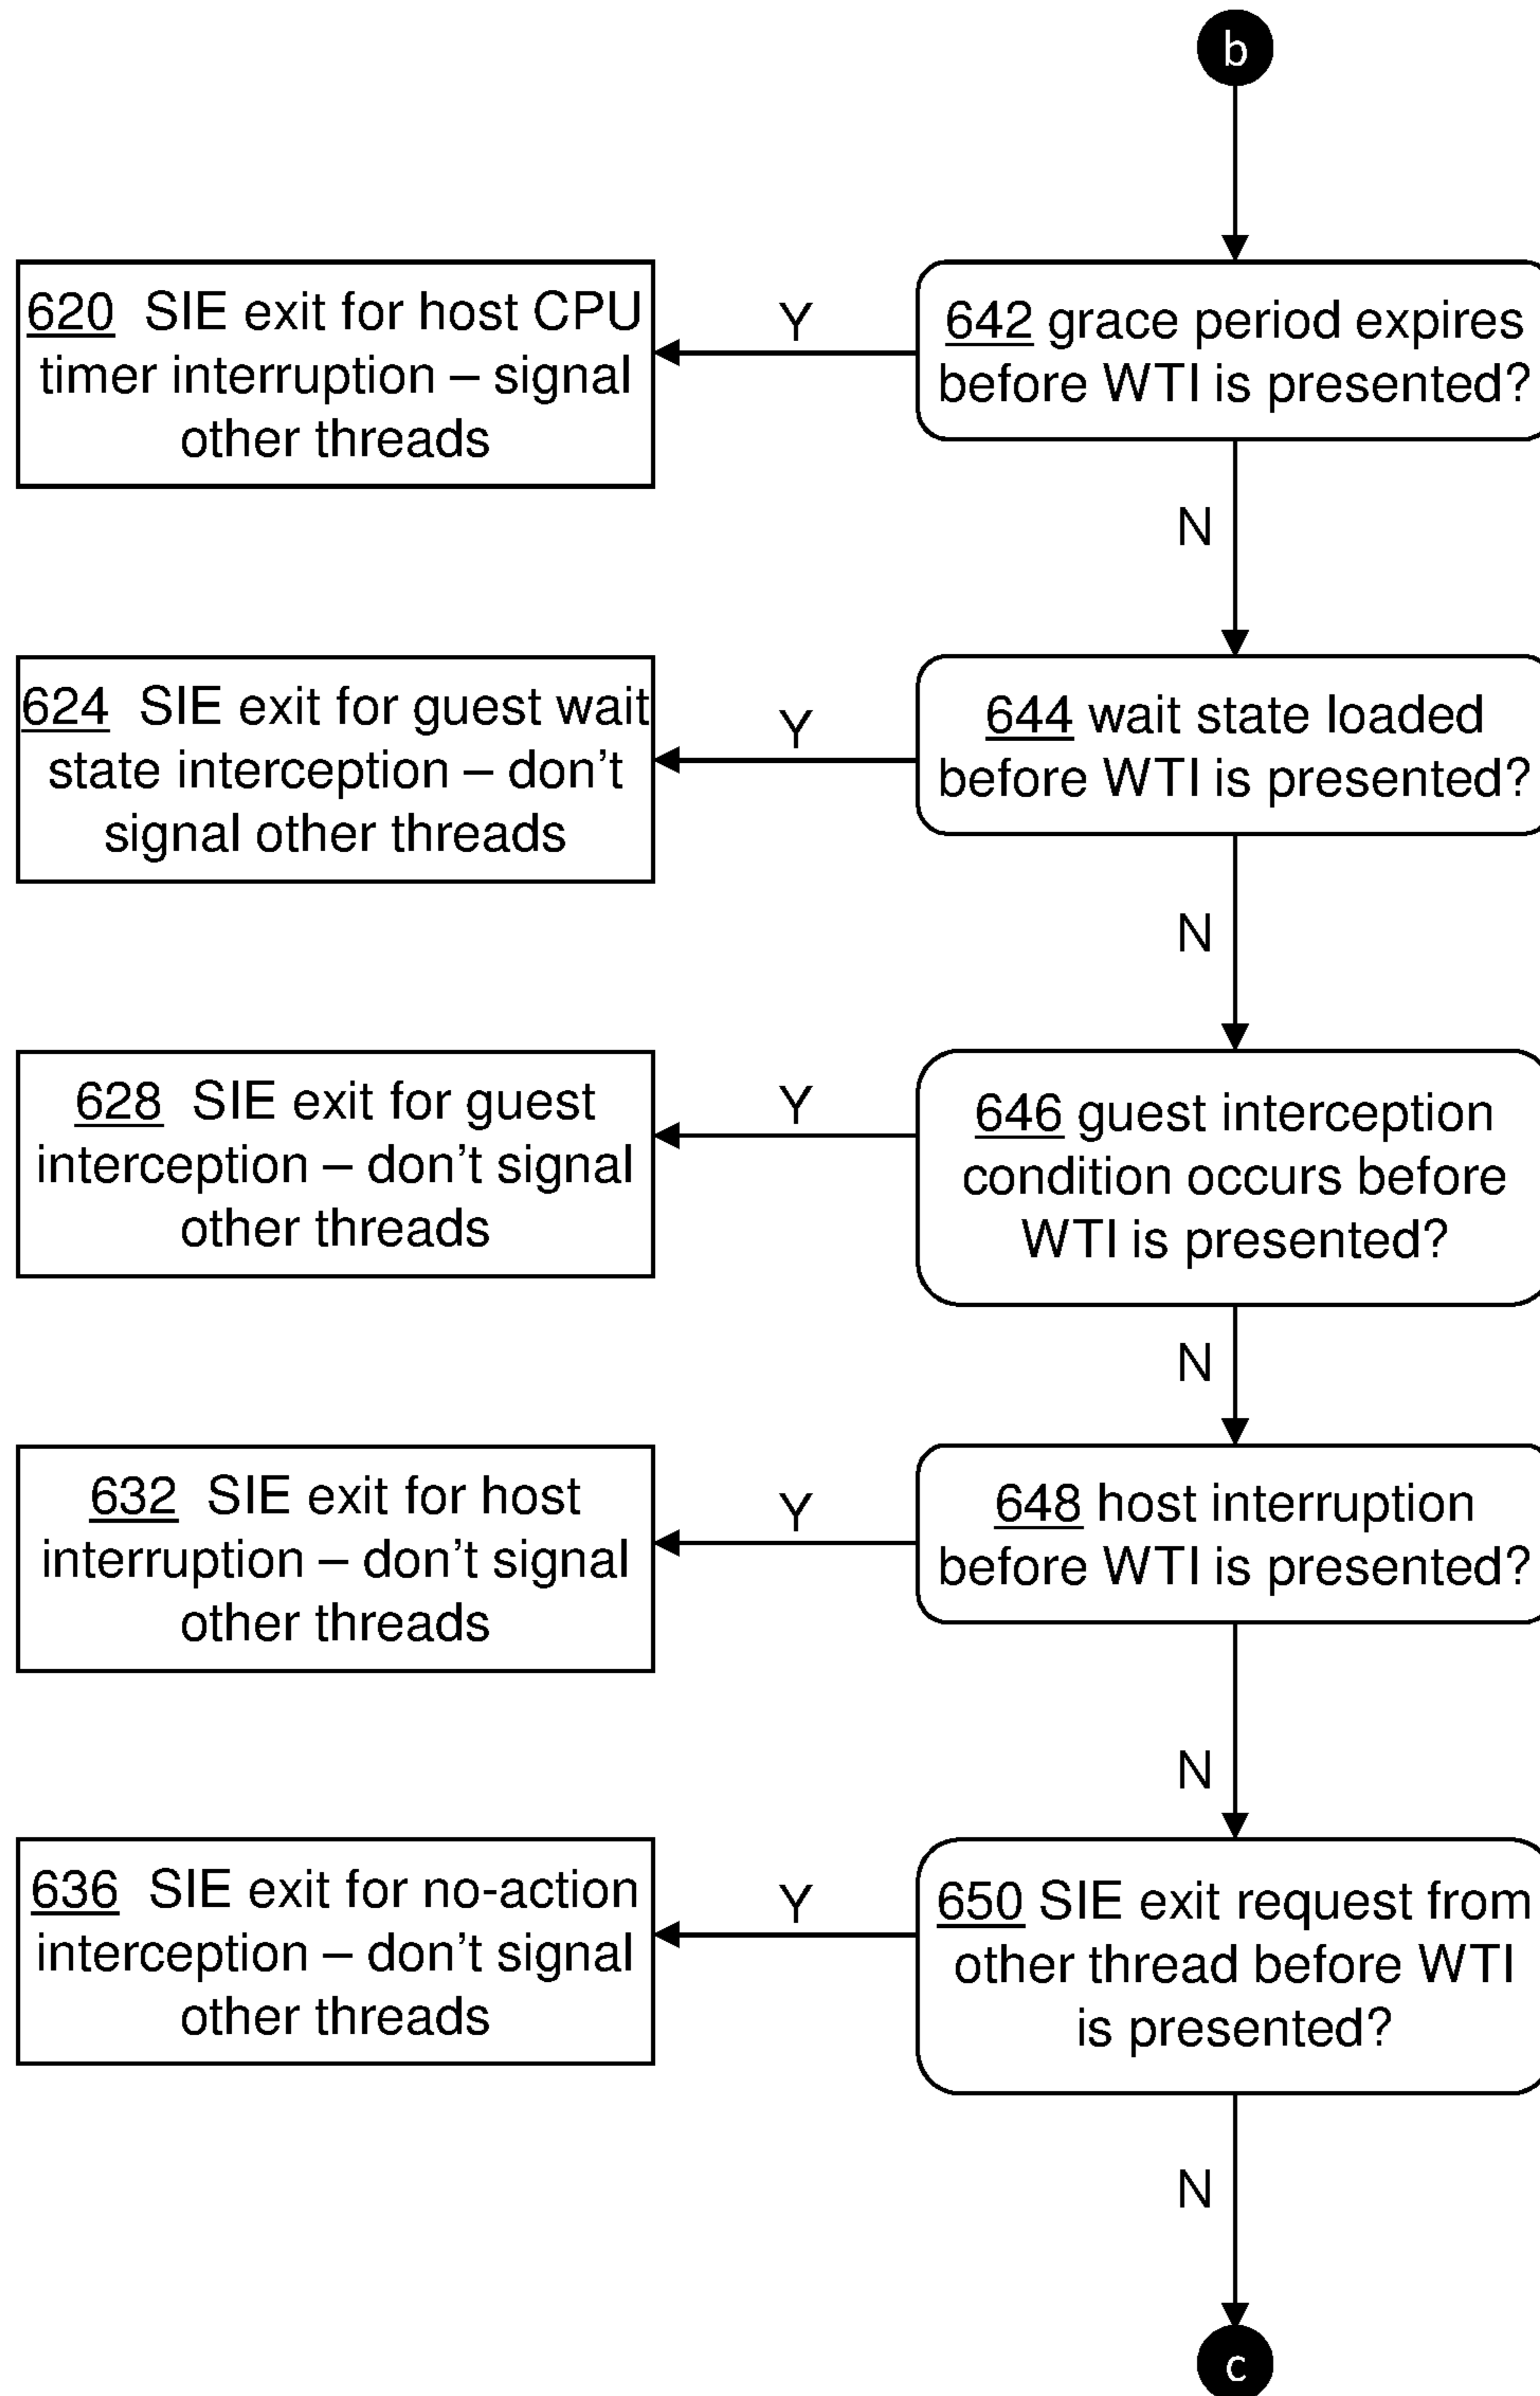 b
620 SIE exit for host CPU
timer interruption – signal
other threads
Y
642 grace period expires
before WTI is presented?
N
624 SIE exit for guest wait
state interception – don't
signal other threads
Y
644 wait state loaded
before WTI is presented?
N
628 SIE exit for guest
interception – don't signal
other threads
Y
646 guest interception
condition occurs before
WTI is presented?
N
632 SIE exit for host
interruption – don't signal
other threads
Y
648 host interruption
before WTI is presented?
N
636 SIE exit for no-action
interception – don't signal
other threads
Y
650 SIE exit request from
other thread before WTI
is presented?
N
c